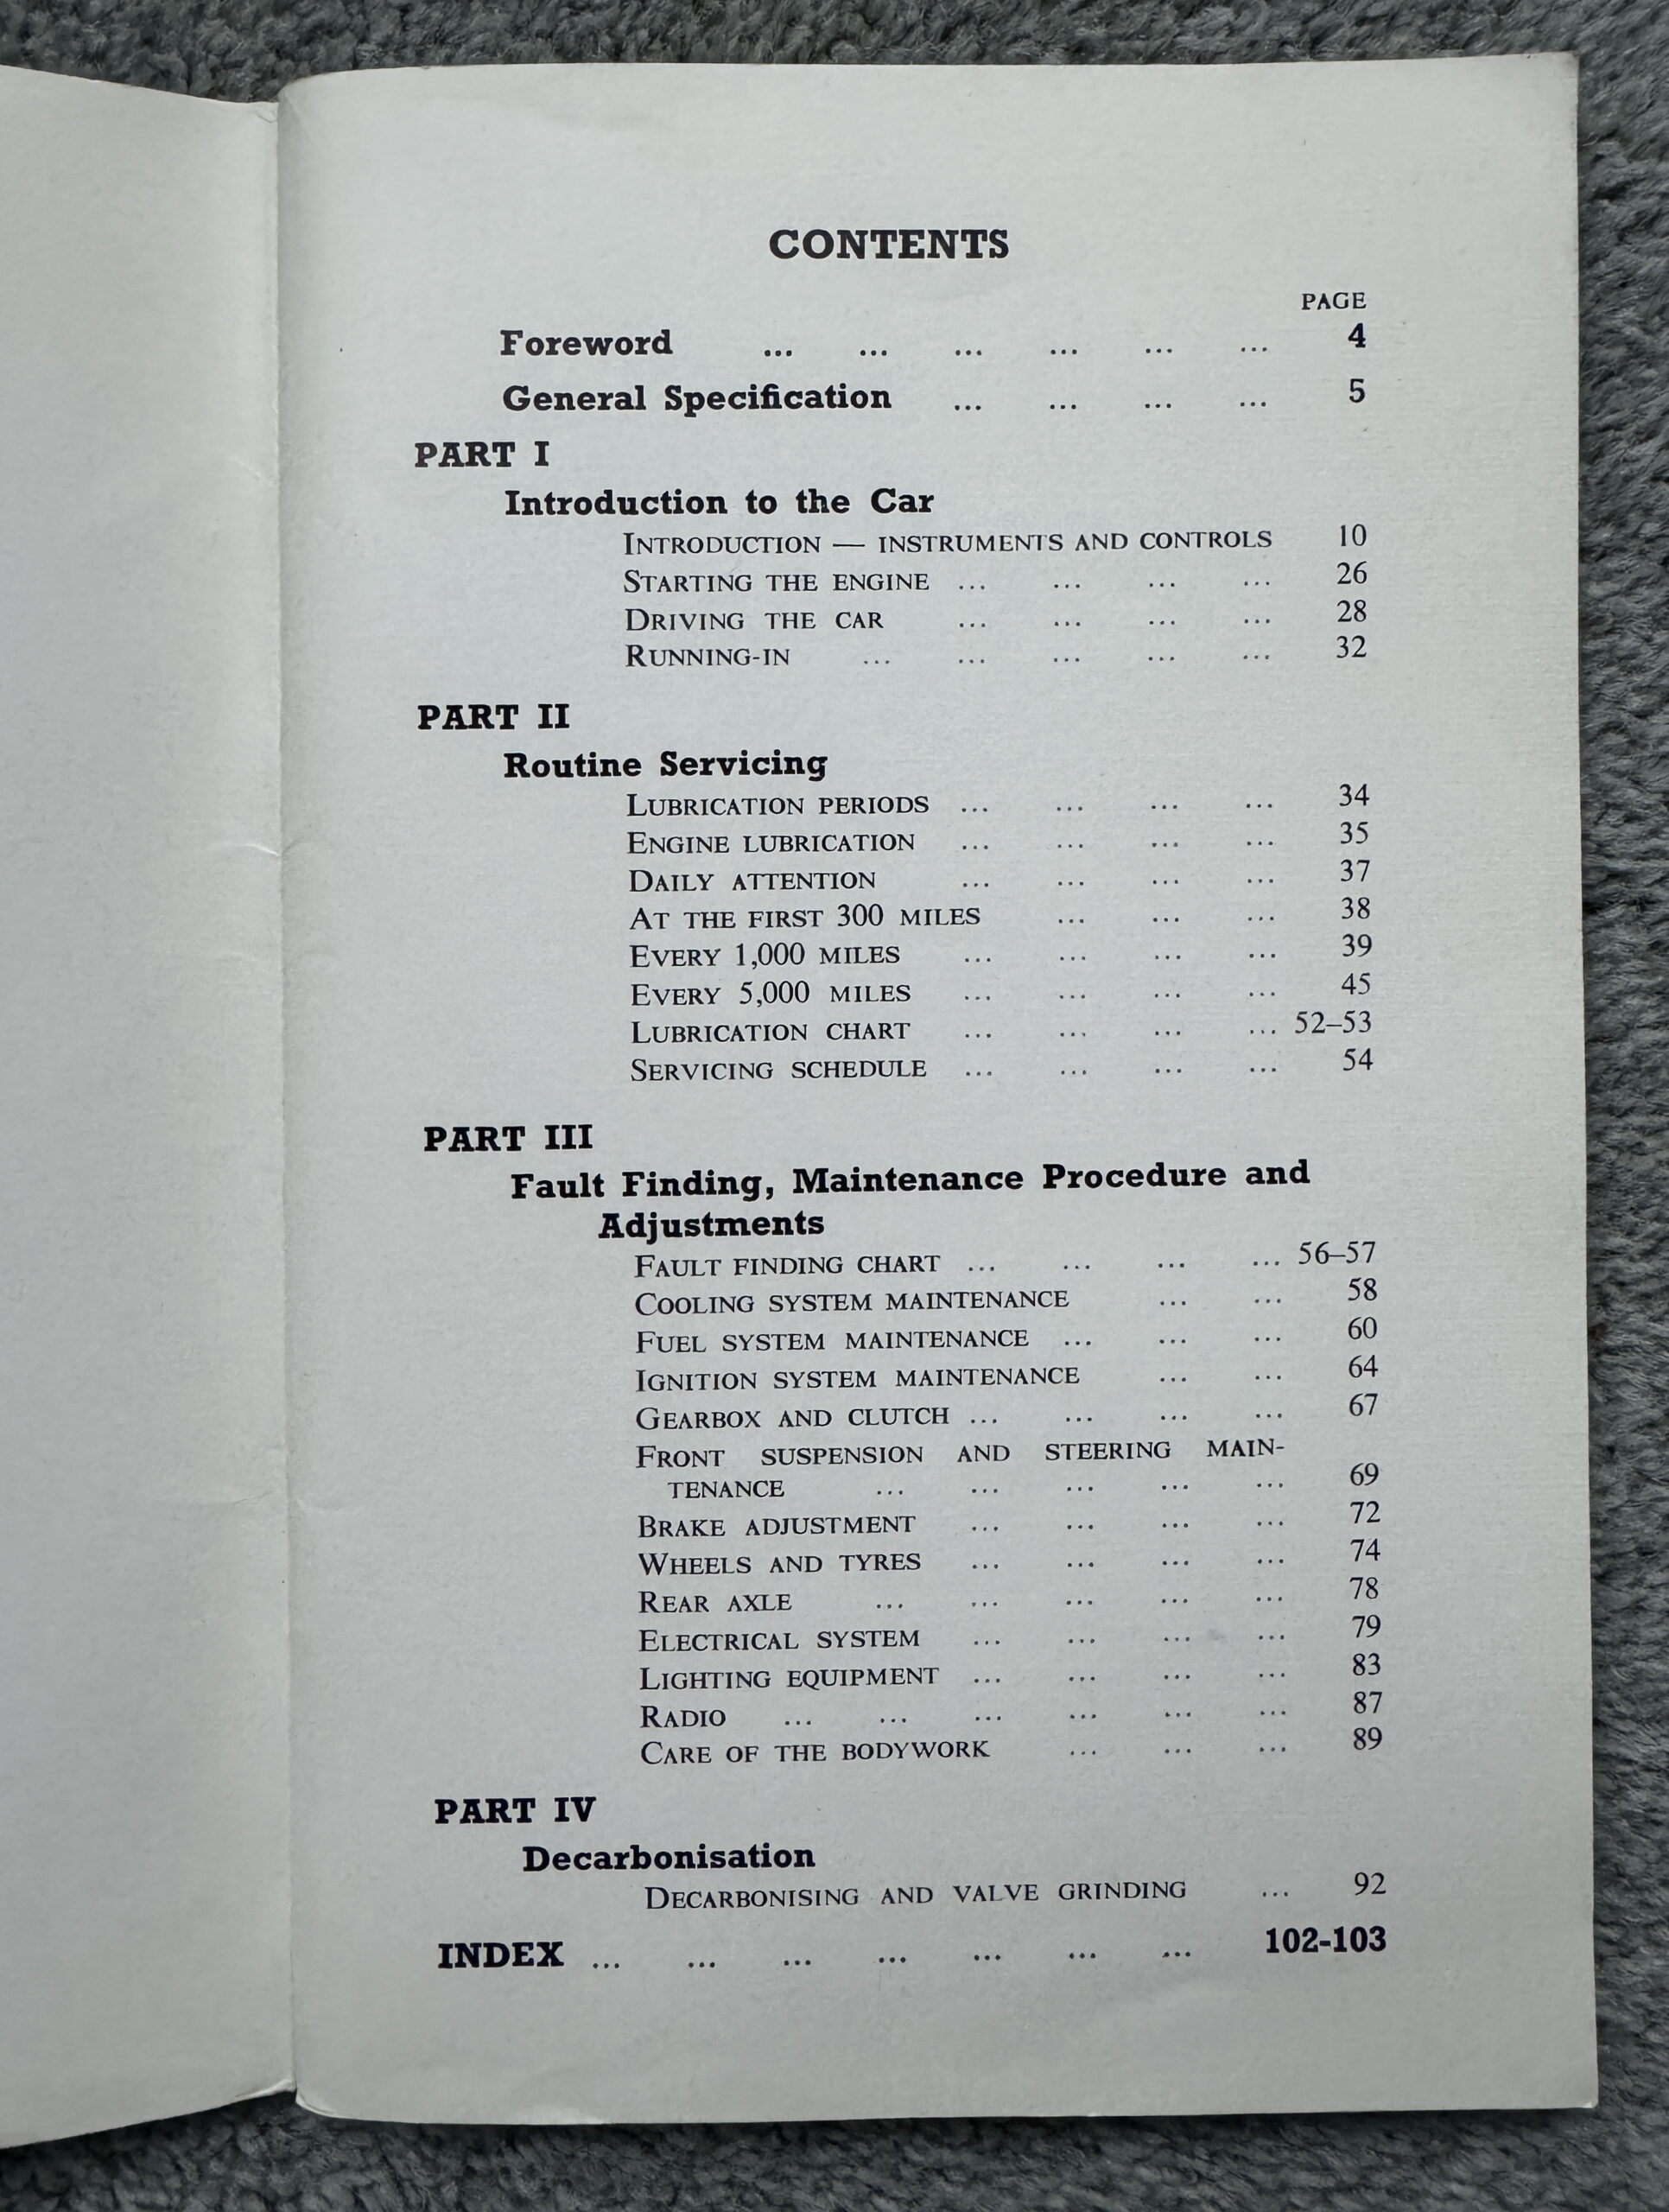 CONTENTS
PAGE
Foreword ... ... ... ... ... ... 4
General Specification ... ... ... ... 5
PART I
Introduction to the Car
INTRODUCTION — INSTRUMENTS AND CONTROLS 10
STARTING THE ENGINE ... ... ... ... 26
DRIVING THE CAR ... ... ... ... 28
RUNNING-IN ... ... ... ... ... 32
PART II
Routine Servicing
LUBRICATION PERIODS ... ... ... ... 34
ENGINE LUBRICATION ... ... ... ... 35
DAILY ATTENTION ... ... ... ... 37
AT THE FIRST 300 MILES ... ... ... 38
EVERY 1,000 MILES ... ... ... ... 39
EVERY 5,000 MILES ... ... ... ... 45
LUBRICATION CHART ... ... ... ... 52–53
SERVICING SCHEDULE ... ... ... ... 54
PART III
Fault Finding, Maintenance Procedure and
Adjustments
FAULT FINDING CHART ... ... ... ... 56–57
COOLING SYSTEM MAINTENANCE ... ... 58
FUEL SYSTEM MAINTENANCE ... ... ... 60
IGNITION SYSTEM MAINTENANCE ... ... 64
GEARBOX AND CLUTCH ... ... ... ... 67
FRONT SUSPENSION AND STEERING MAIN-
TENANCE ... ... ... ... ... 69
BRAKE ADJUSTMENT ... ... ... ... 72
WHEELS AND TYRES ... ... ... ... 74
REAR AXLE ... ... ... ... ... 78
ELECTRICAL SYSTEM ... ... ... ... 79
LIGHTING EQUIPMENT ... ... ... ... 83
RADIO ... ... ... ... ... ... 87
CARE OF THE BODYWORK ... ... ... 89
PART IV
Decarbonisation
DECARBONISING AND VALVE GRINDING ... 92
INDEX ... ... ... ... ... ... ... 102-103